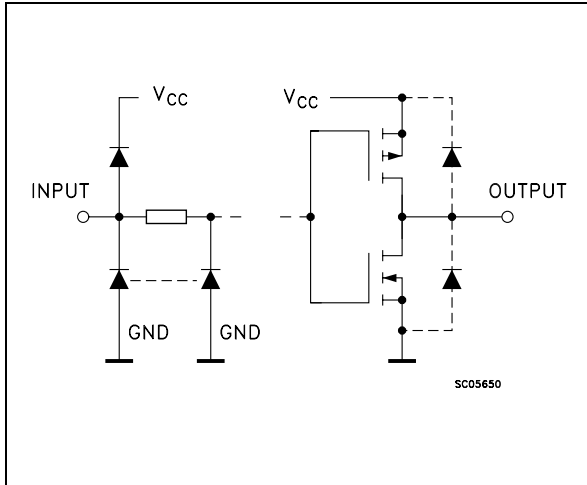 VCC
VCC
INPUT
OUTPUT
GND
GND
SC05650